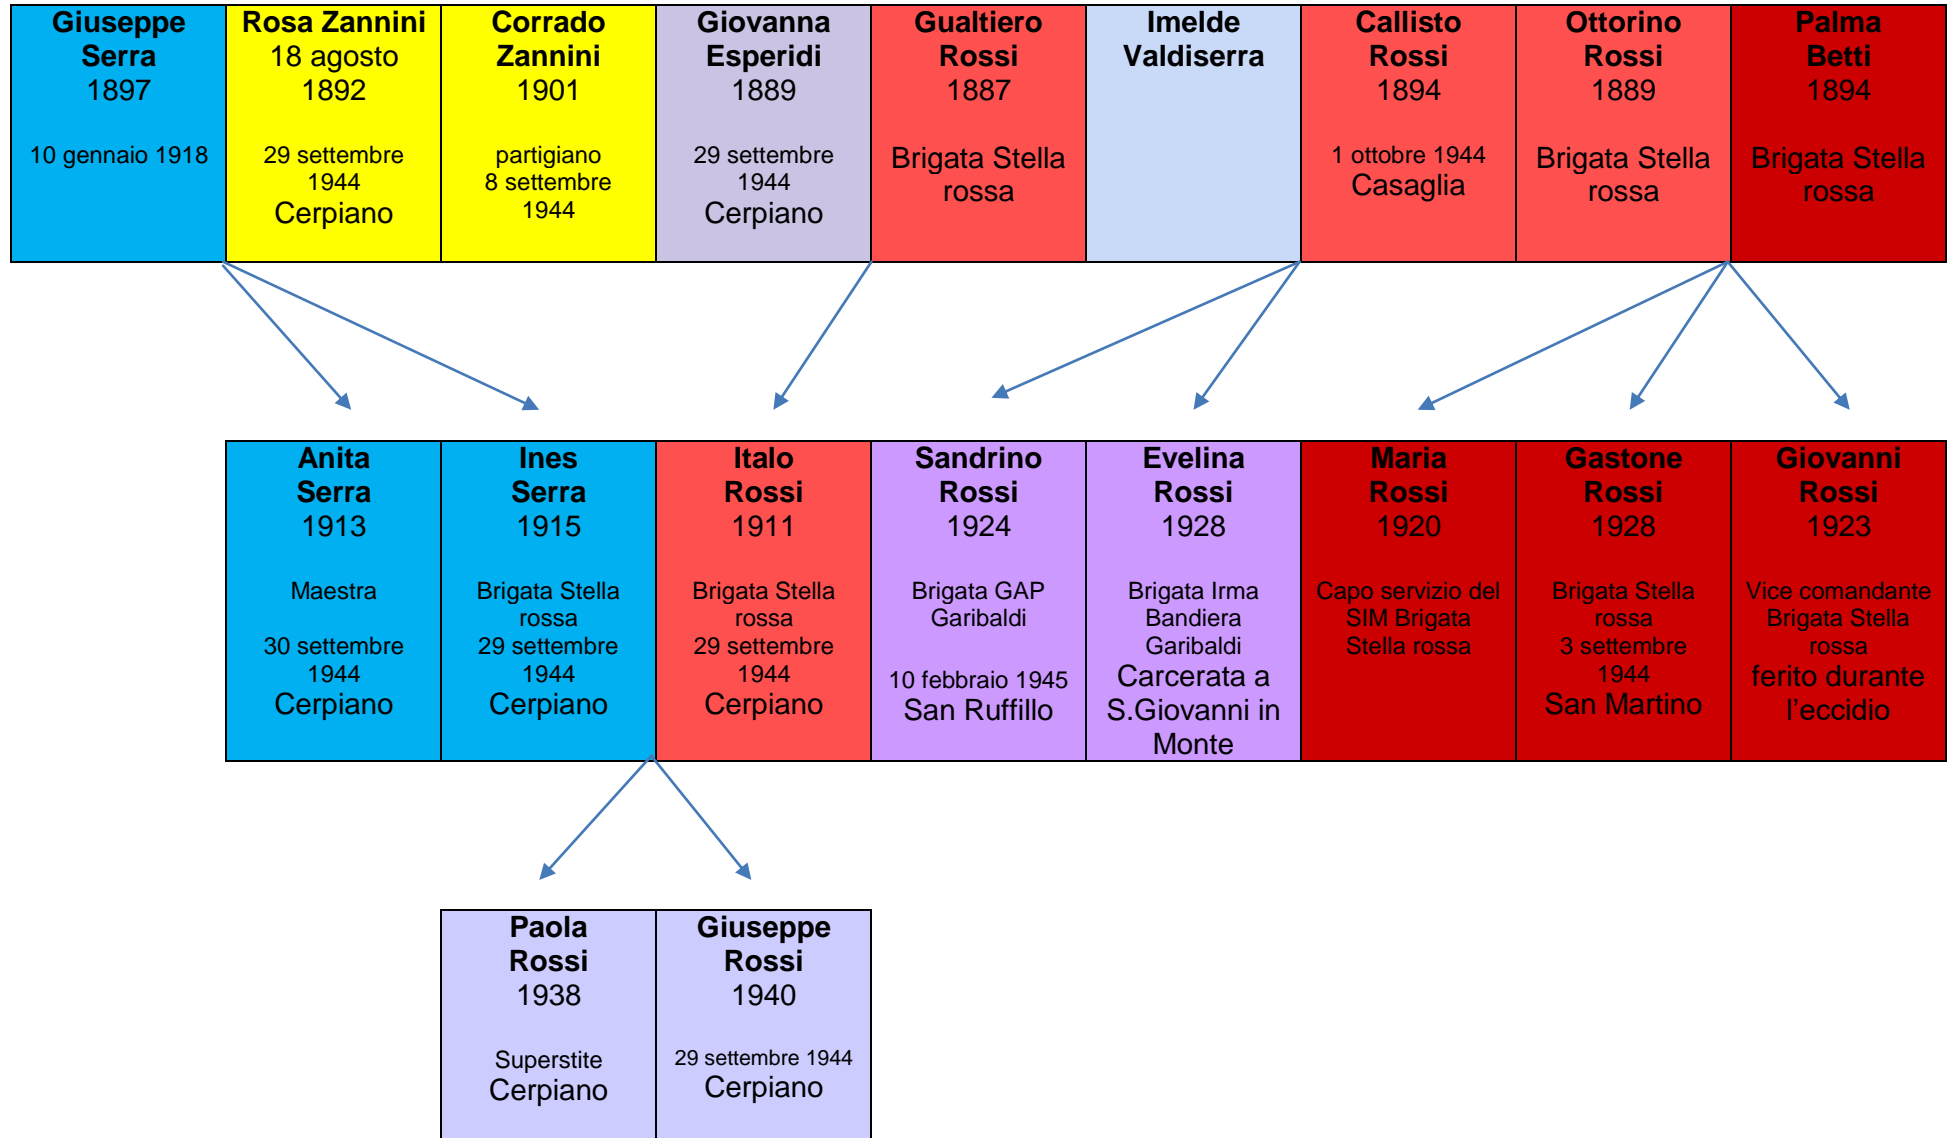 Giuseppe
Serra
1897
10 gennaio 1918
Rosa Zannini
18 agosto
1892
29 settembre
1944
Cerpiano
Corrado
Zannini
1901
partigiano
8 settembre
1944
Giovanna
Esperidi
1889
29 settembre
1944
Cerpiano
Gualtiero
Rossi
1887
Brigata Stella
rossa
Imelde
Valdiserra
Callisto
Rossi
1894
1 ottobre 1944
Casaglia
Ottorino
Rossi
1889
Brigata Stella
rossa
Palma
Betti
1894
Brigata Stella
rossa
Anita
Serra
1913
Maestra
30 settembre
1944
Cerpiano
Ines
Serra
1915
Brigata Stella
rossa
29 settembre
1944
Cerpiano
Italo
Rossi
1911
Brigata Stella
rossa
29 settembre
1944
Cerpiano
Sandrino
Rossi
1924
Brigata GAP
Garibaldi
10 febbraio 1945
San Ruffillo
Evelina
Rossi
1928
Brigata Irma
Bandiera
Garibaldi
Carcerata a
S.Giovanni in
Monte
Maria
Rossi
1920
Capo servizio del
SIM Brigata
Stella rossa
Gastone
Rossi
1928
Brigata Stella
rossa
3 settembre
1944
San Martino
Giovanni
Rossi
1923
Vice comandante
Brigata Stella
rossa
ferito durante
l'eccidio
Paola
Rossi
1938
Superstite
Cerpiano
Giuseppe
Rossi
1940
29 settembre 1944
Cerpiano